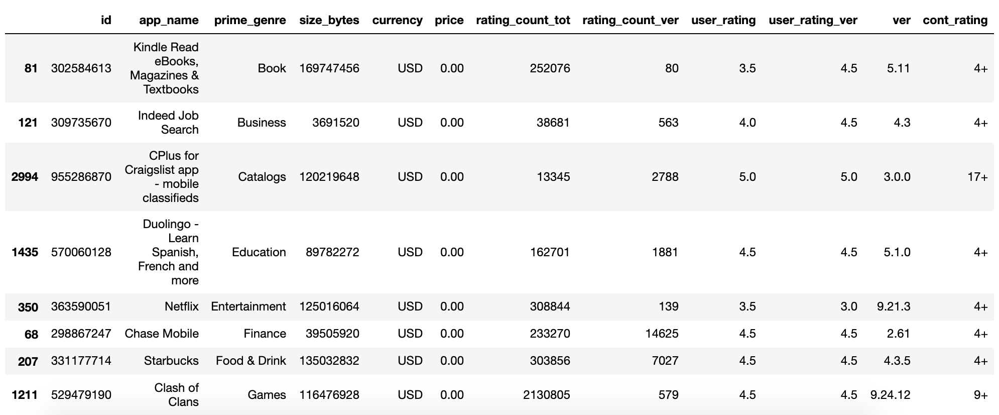 id app_name prime_genre size_bytes currency price rating_count_tot rating_count_ver user_rating user_rating_ver ver cont_rating
Kindle Read
eBooks,
81 302584613 Magazines & Book 169747456 USD 0.00 252076 80 3.5 4.5 5.11 4+
Textbooks
Indeed Job
121 309735670 Search Business 3691520 USD 0.00 38681 563 4.0 4.5 4.3 4+
CPlus for
Craigslist app
2994 955286870 - mobile Catalogs 120219648 USD 0.00 13345 2788 5.0 5.0 3.0.0 17+
classifieds
Duolingo -
Learn
1435 570060128 Spanish, Education 89782272 USD 0.00 162701 1881 4.5 4.5 5.1.0 4+
French and
more
350 363590051 Netflix Entertainment 125016064 USD 0.00 308844 139 3.5 3.0 9.21.3 4+
68 298867247 Chase Mobile Finance 39505920 USD 0.00 233270 14625 4.5 4.5 2.61 4+
207 331177714 Starbucks Food & Drink 135032832 USD 0.00 303856 7027 4.5 4.5 4.3.5 4+
Clash of
1211 529479190 Clans Games 116476928 USD 0.00 2130805 579 4.5 4.5 9.24.12 9+